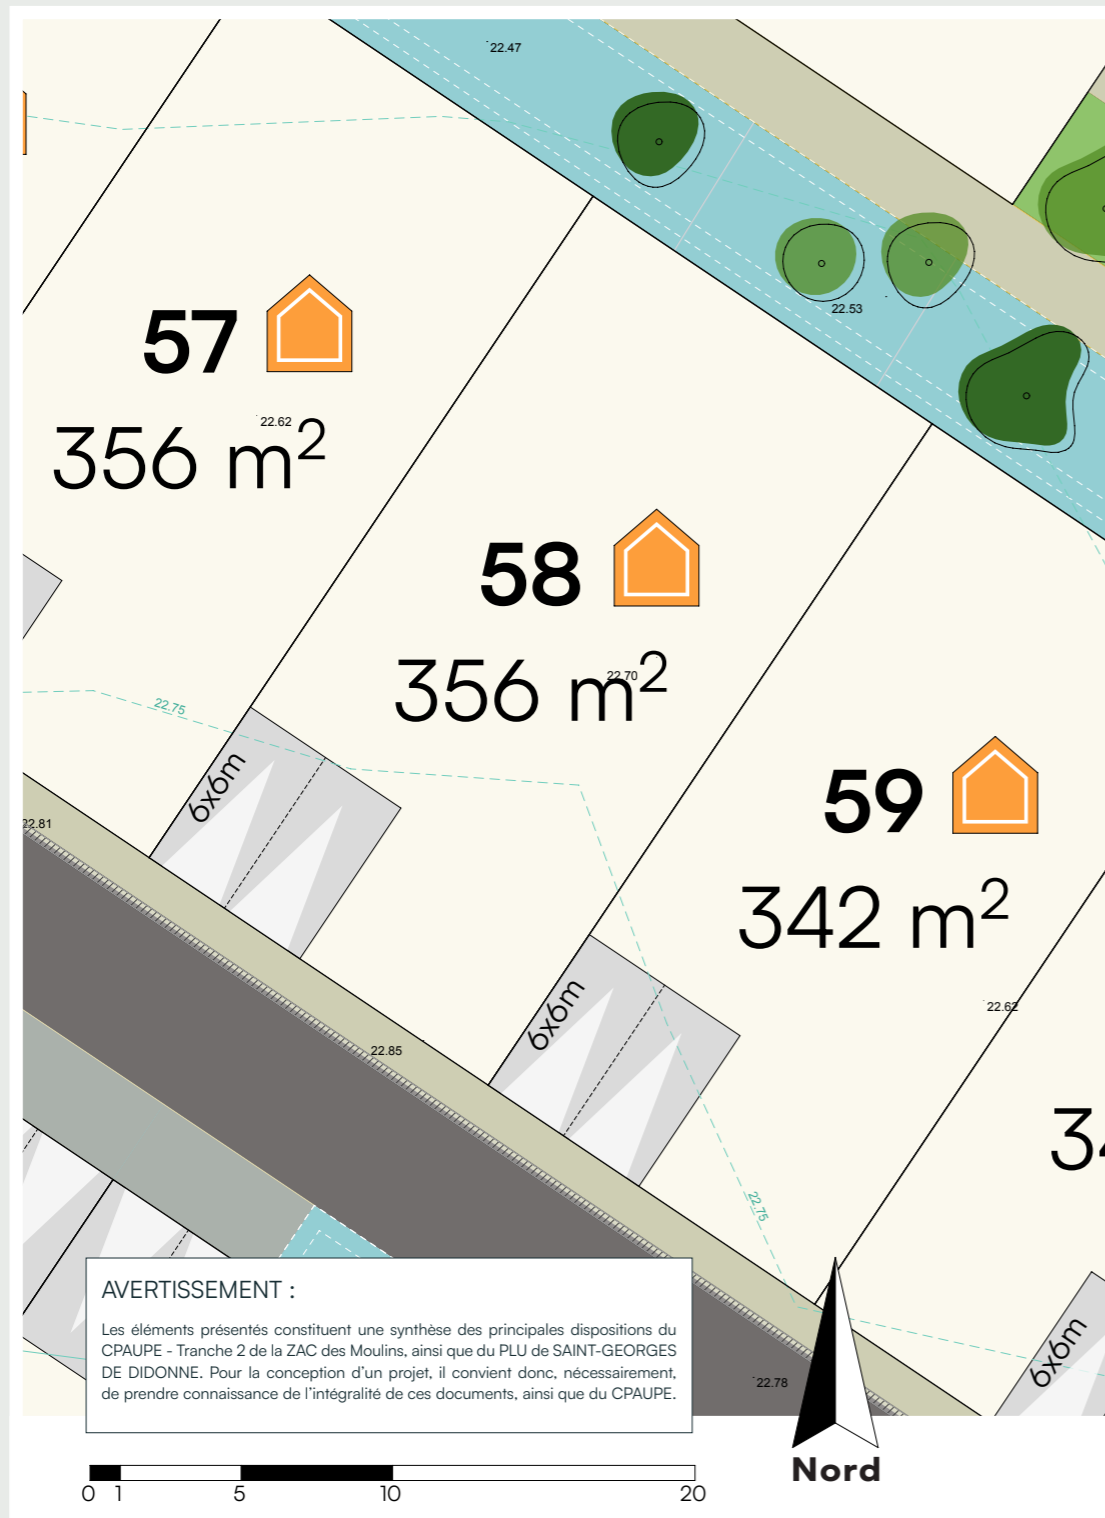 22.47
22.53
57
22.62
356 m²
58
22.70
356 m²
22.75
6x6m
59
342 m²
22.81
22.62
6x6m
22.85
34
22.75
6x6m
22.78
AVERTISSEMENT :
Les éléments présentés constituent une synthèse des principales dispositions du
CPAUPE - Tranche 2 de la ZAC des Moulins, ainsi que du PLU de SAINT-GEORGES
DE DIDONNE. Pour la conception d'un projet, il convient donc, nécessairement,
de prendre connaissance de l'intégralité de ces documents, ainsi que du CPAUPE.
Nord
0 1 5 10 20